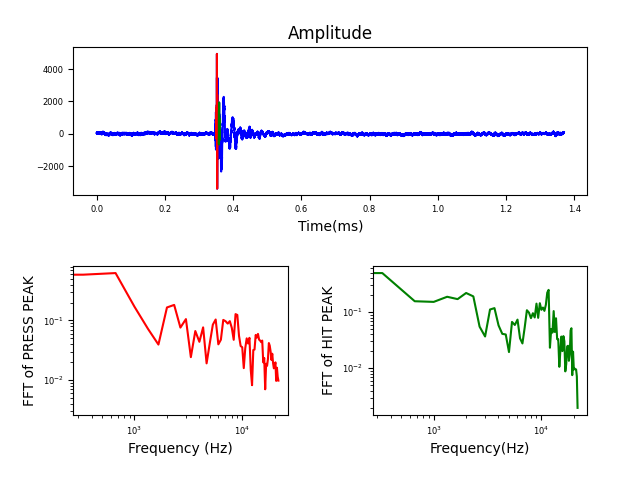 Amplitude
4000
2000
0
−2000
0.0 0.2 0.4 0.6 0.8 1.0 1.2 1.4
Time(ms)
FFT of PRESS PEAK
10⁻¹
10⁻²
10³ 10⁴
Frequency (Hz)
FFT of HIT PEAK
10⁻¹
10⁻²
10³ 10⁴
Frequency(Hz)